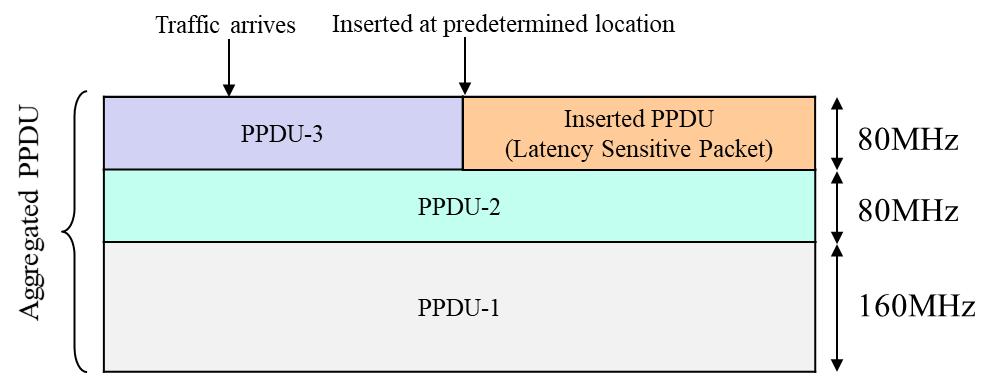 Traffic arrives
Inserted at predetermined location
Aggregated PPDU
PPDU-3
Inserted PPDU
(Latency Sensitive Packet)
80MHz
PPDU-2
80MHz
PPDU-1
160MHz